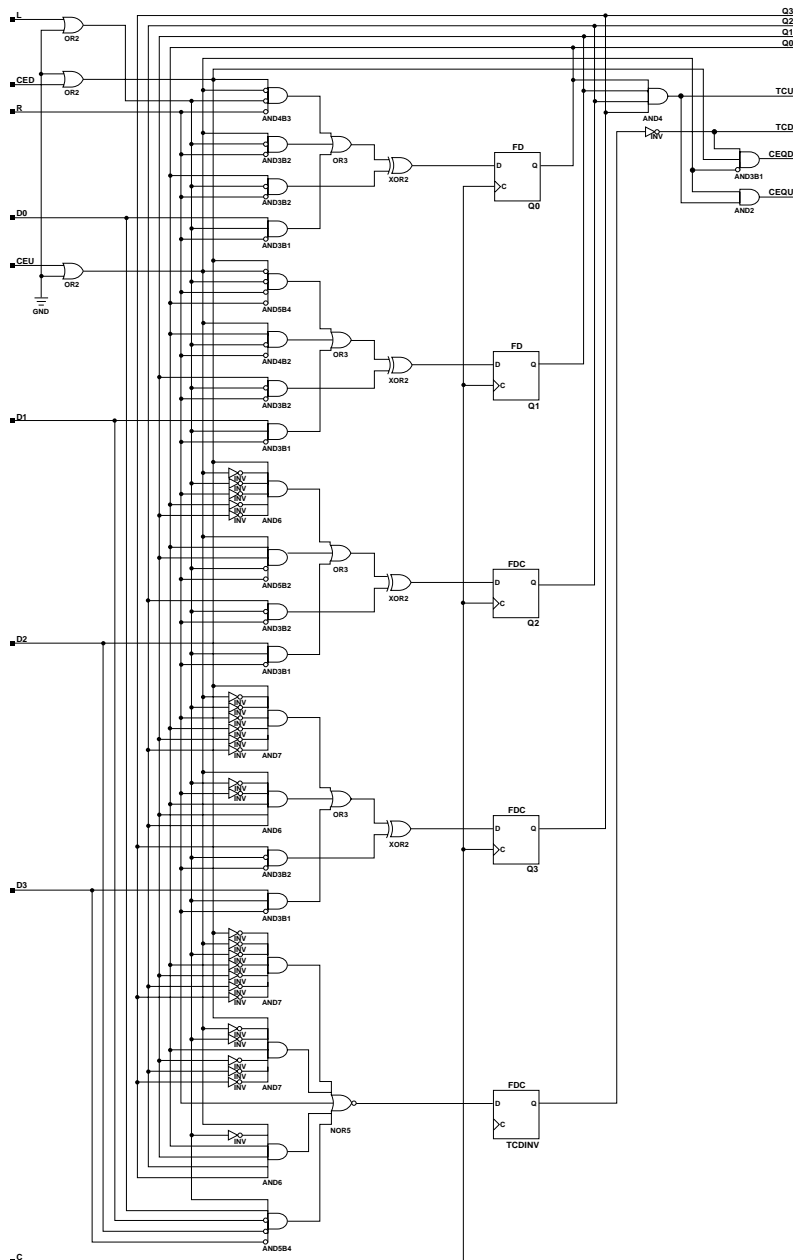 L
OR2
CED
OR2
R
AND4B3
AND3B2
OR3
XOR2
AND3B2
D0
AND3B1
CEU
OR2
GND
AND5B4
AND4B2
OR3
XOR2
AND3B2
D1
AND3B1
INV
INV
INV
INV
INV
AND6
AND5B2
OR3
XOR2
AND3B2
D2
AND3B1
INV
INV
INV
INV
INV
INV
AND7
INV
INV
AND6
OR3
XOR2
AND3B2
D3
AND3B1
INV
INV
INV
INV
INV
INV
INV
AND7
INV
INV
INV
INV
INV
AND7
NOR5
INV
AND6
AND5B4
C
FD
D Q
C
Q0
FD
D Q
C
Q1
FDC
D Q
C
Q2
FDC
D Q
C
Q3
FDC
D Q
C
TCDINV
Q3
Q2
Q1
Q0
AND4
TCU
INV
TCD
CEQD
AND3B1
CEQU
AND2